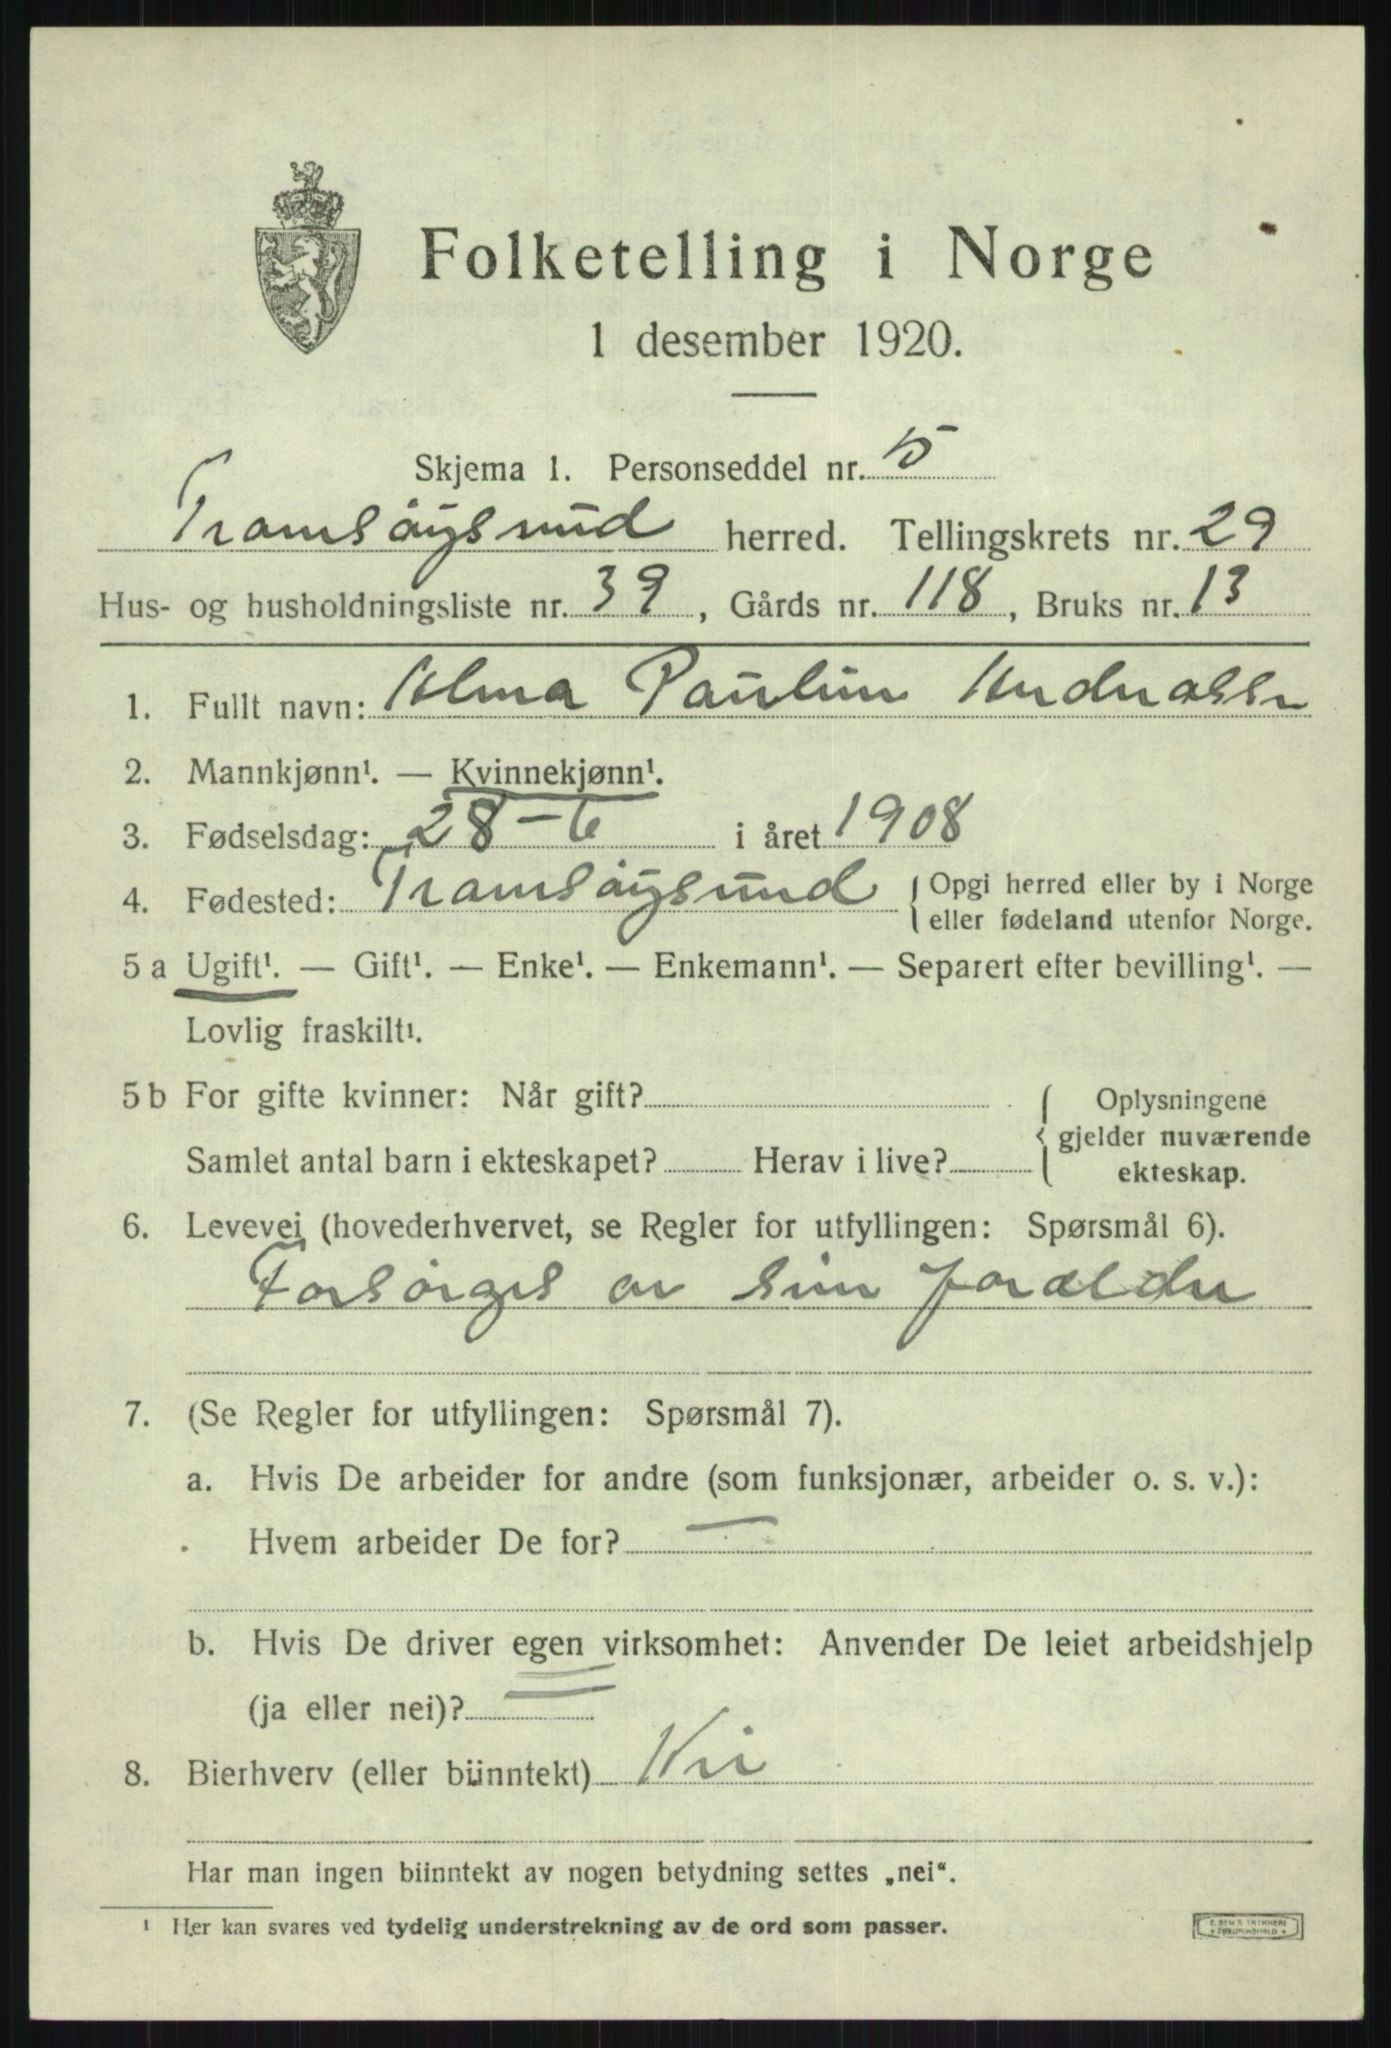 Folketelling i Norge
1 desember 1920.
Skjema 1. Personseddel nr. 5
Tromsøysund herred. Tellingskrets nr. 29
Hus- og husholdningsliste nr. 39, Gårds nr. 118, Bruks nr. 13
1. Fullt navn: Alma Pauline Andreassen
2. Mannkjønn¹. — Kvinnekjønn¹.
3. Fødselsdag: 28-6 i året 1908
4. Fødested: Tromsøysund { Opgi herred eller by i Norge
eller fødeland utenfor Norge.
5 a Ugift¹. — Gift¹. — Enke¹. — Enkemann¹. — Separert efter bevilling¹. —
Lovlig fraskilt¹.
5 b For gifte kvinner: Når gift?
Samlet antal barn i ekteskapet? Herav i live?
Oplysningene
gjelder nuværende
ekteskap.
6. Levevei (hovederhvervet, se Regler for utfyllingen: Spørsmål 6).
Forsørges av sine foreldre
7. (Se Regler for utfyllingen: Spørsmål 7).
a. Hvis De arbeider for andre (som funksjonær, arbeider o. s. v.):
Hvem arbeider De for? —
b. Hvis De driver egen virksomhet: Anvender De leiet arbeidshjelp
(ja eller nei)? —
8. Bierhverv (eller biinntekt) Nei
Har man ingen biinntekt av nogen betydning settes „nei“.
¹ Her kan svares ved tydelig understrekning av de ord som passer.